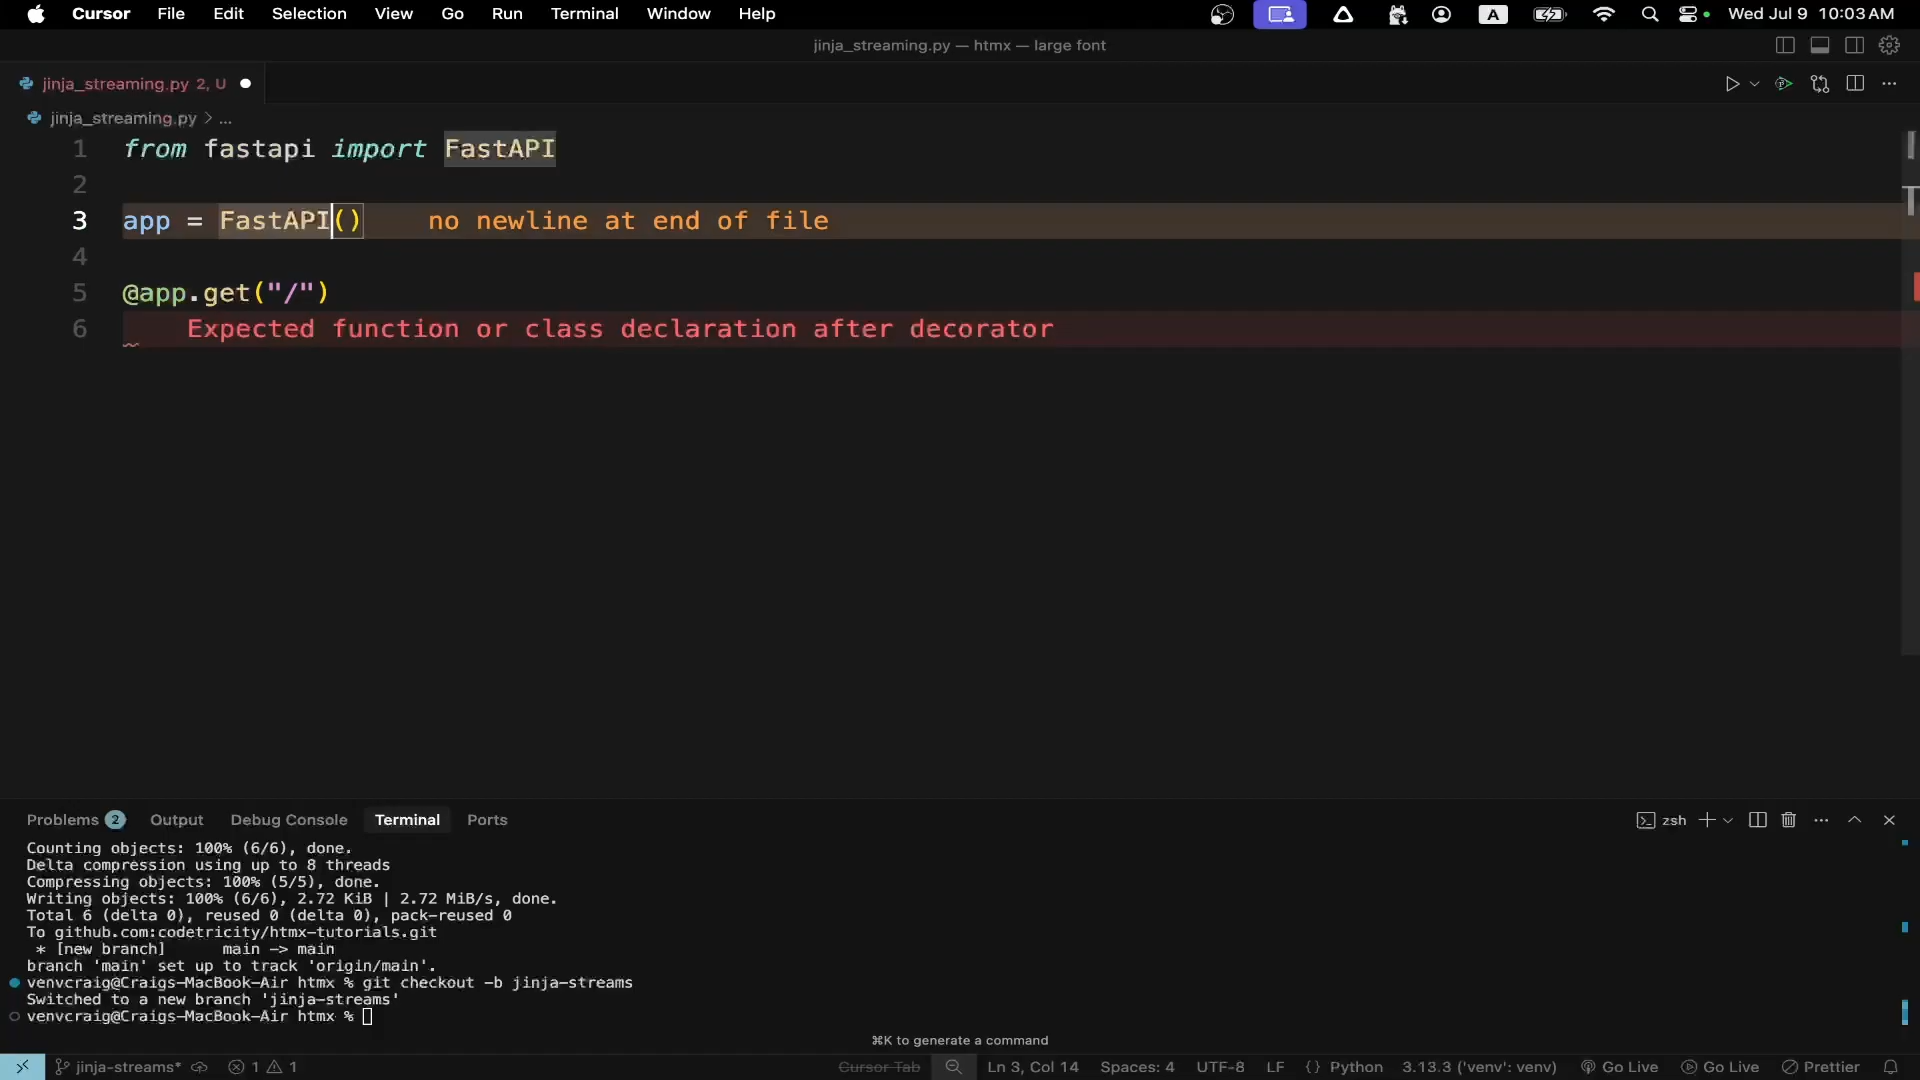 Cursor File Edit Selection View Go Run Terminal Window Help A Wed Jul 9 10:03 AM
jinja_streaming.py — htmx — large font
jinja_streaming.py 2, U
jinja_streaming.py > ...
1 from fastapi import FastAPI
2
3 app = FastAPI() no newline at end of file
4
5 @app.get("/")
6 Expected function or class declaration after decorator
Problems 2 Output Debug Console Terminal Ports zsh
Counting objects: 100% (6/6), done.
Delta compression using up to 8 threads
Compressing objects: 100% (5/5), done.
Writing objects: 100% (6/6), 2.72 KiB | 2.72 MiB/s, done.
Total 6 (delta 0), reused 0 (delta 0), pack-reused 0
To github.com:codetricity/htmx-tutorials.git
* [new branch] main -> main
branch 'main' set up to track 'origin/main'.
venvcraig@Craigs-MacBook-Air htmx % git checkout -b jinja-streams
Switched to a new branch 'jinja-streams'
venvcraig@Craigs-MacBook-Air htmx %
⌘K to generate a command
jinja-streams* 1 1 Cursor Tab Ln 3, Col 14 Spaces: 4 UTF-8 LF {} Python 3.13.3 ('venv': venv) Go Live Go Live Prettier